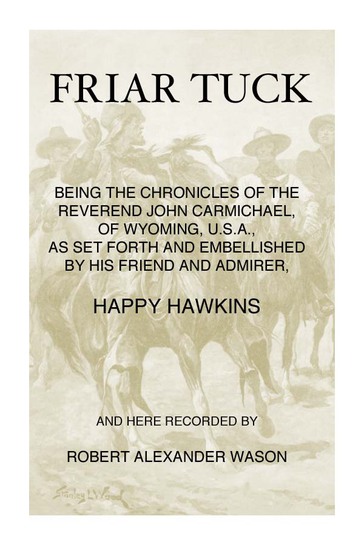 FRIAR TUCK
BEING THE CHRONICLES OF THE
REVEREND JOHN CARMICHAEL,
OF WYOMING, U.S.A.,
AS SET FORTH AND EMBELLISHED
BY HIS FRIEND AND ADMIRER,
HAPPY HAWKINS
AND HERE RECORDED BY
ROBERT ALEXANDER WASON